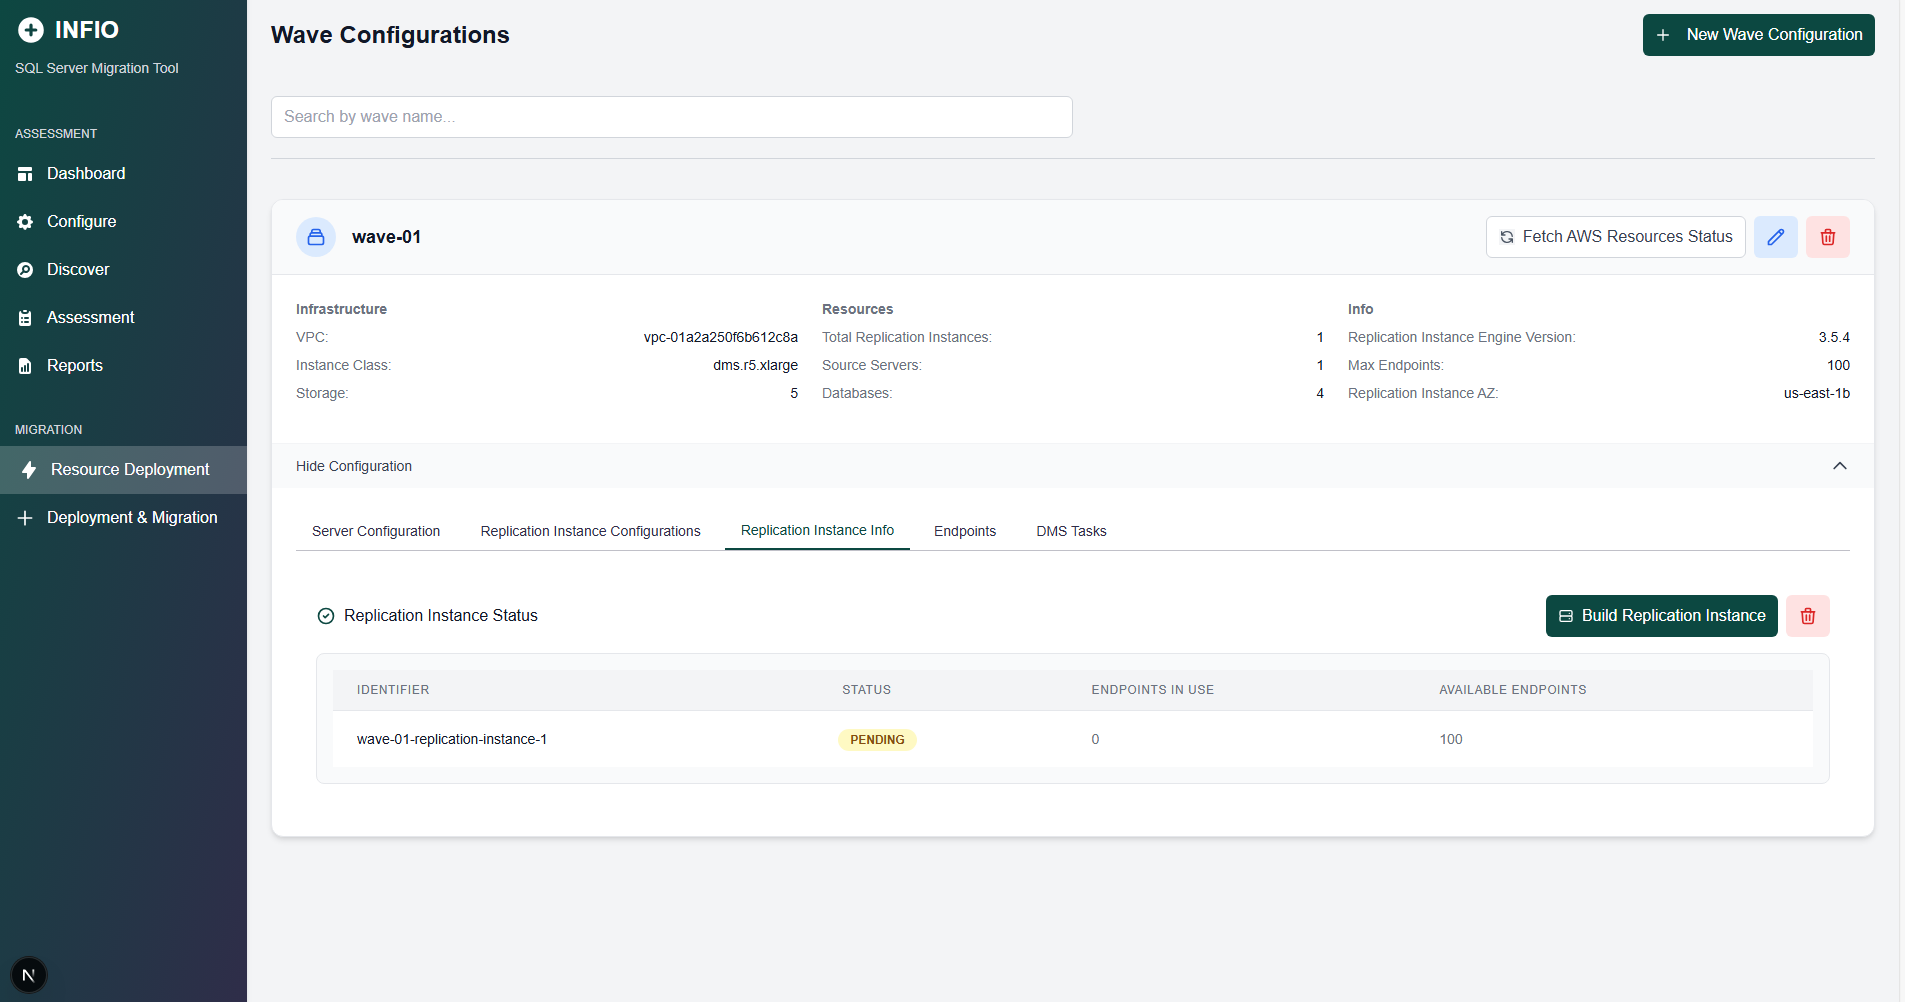 INFIO
SQL Server Migration Tool
ASSESSMENT
Dashboard
Configure
Discover
Assessment
Reports
MIGRATION
Resource Deployment
Deployment & Migration
N
Wave Configurations
New Wave Configuration
Search by wave name...
wave-01
Fetch AWS Resources Status
Infrastructure
VPC: vpc-01a2a250f6b612c8a
Instance Class: dms.r5.xlarge
Storage: 5
Resources
Total Replication Instances: 1
Source Servers: 1
Databases: 4
Info
Replication Instance Engine Version: 3.5.4
Max Endpoints: 100
Replication Instance AZ: us-east-1b
Hide Configuration
Server Configuration Replication Instance Configurations Replication Instance Info Endpoints DMS Tasks
Replication Instance Status
Build Replication Instance
IDENTIFIER STATUS ENDPOINTS IN USE AVAILABLE ENDPOINTS
wave-01-replication-instance-1 PENDING 0 100